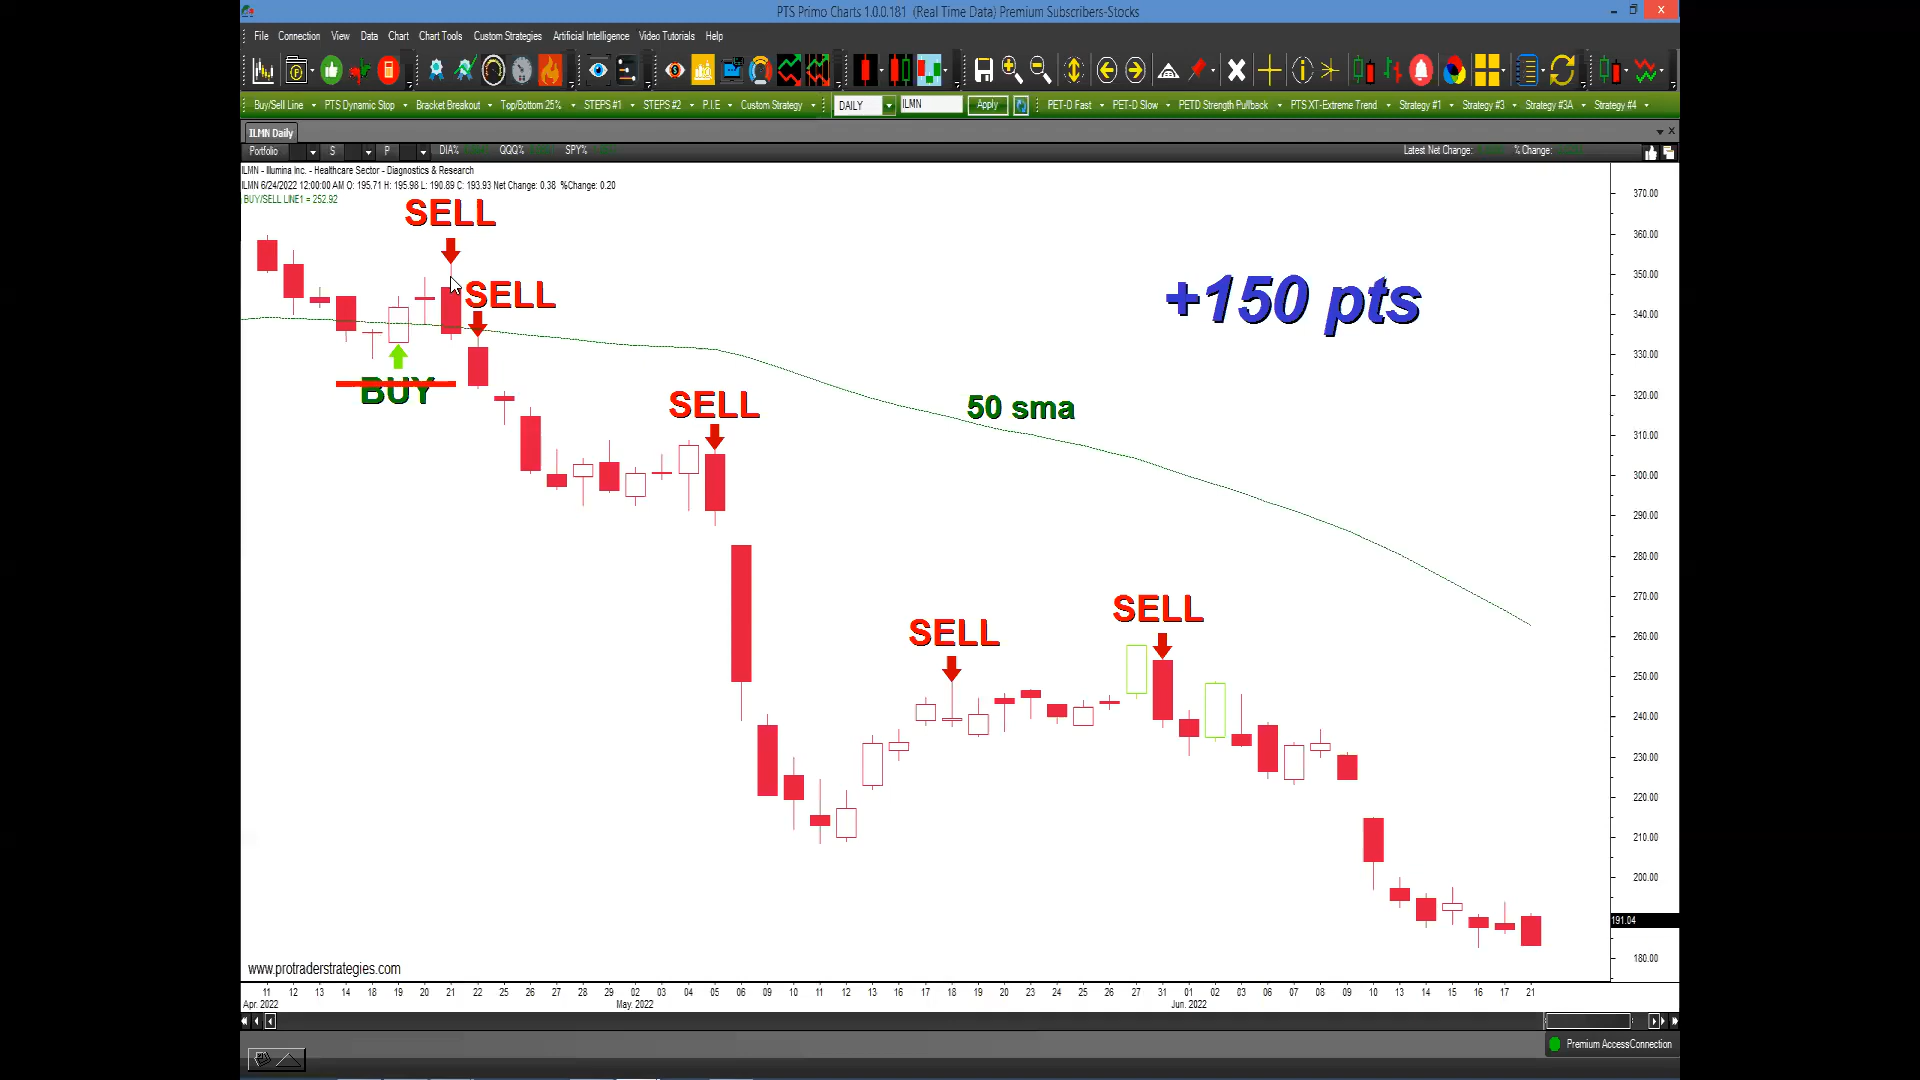 PTS Primo Charts 1.0.0.181 (Real Time Data) Premium Subscribers-Stocks
File Connection View Data Chart Chart Tools Custom Strategies Artificial Intelligence Video Tutorials Help
Buy/Sell Line PTS Dynamic Stop Bracket Breakout Top/Bottom 25% STEPS #1 STEPS #2 P.I.E Custom Strategy DAILY ILMN Apply PET-D Fast PET-D Slow PETD Strength Pullback PTS XT-Extreme Trend Strategy #1 Strategy #3 Strategy #3A Strategy #4
ILMN Daily
Portfolio S P DIA% QQQ% SPY% Latest Net Change: % Change:
ILMN - Illumina Inc. - Healthcare Sector - Diagnostics & Research
ILMN 6/24/2022 12:00:00 AM O: 195.71 H: 195.98 L: 190.89 C: 193.93 Net Change: 0.38 %Change: 0.20
BUY/SELL LINE1 = 252.92
SELL
SELL
+150 pts
BUY
SELL
50 sma
SELL
SELL
370.00
360.00
350.00
340.00
330.00
320.00
310.00
300.00
290.00
280.00
270.00
260.00
250.00
240.00
230.00
220.00
210.00
200.00
191.04
180.00
www.protraderstrategies.com
11 12 13 14 18 19 20 21 22 25 26 27 28 29 02 03 04 05 06 09 10 11 12 13 16 17 18 19 20 23 24 25 26 27 31 01 02 03 06 07 08 09 10 13 14 15 16 17 21
Apr. 2022 May. 2022 Jun. 2022
Premium AccessConnection